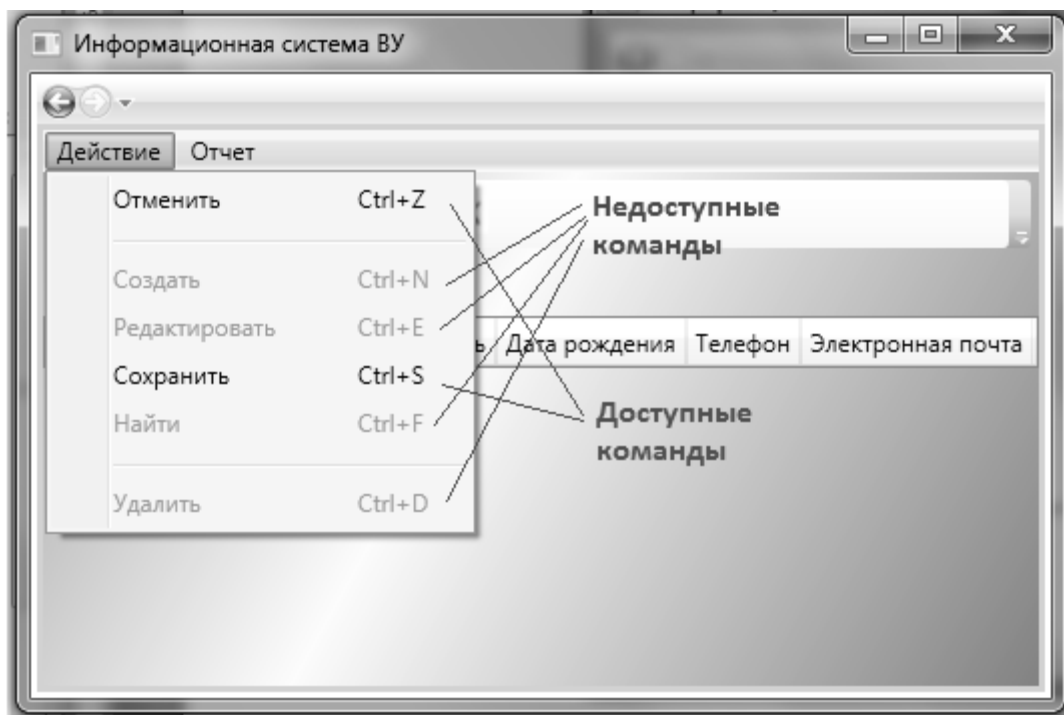 Информационная система ВУ
Действие Отчет
Отменить Ctrl+Z
Недоступные
команды
Создать Ctrl+N
Редактировать Ctrl+E
ь Дата рождения Телефон Электронная почта
Сохранить Ctrl+S
Доступные
команды
Найти Ctrl+F
Удалить Ctrl+D